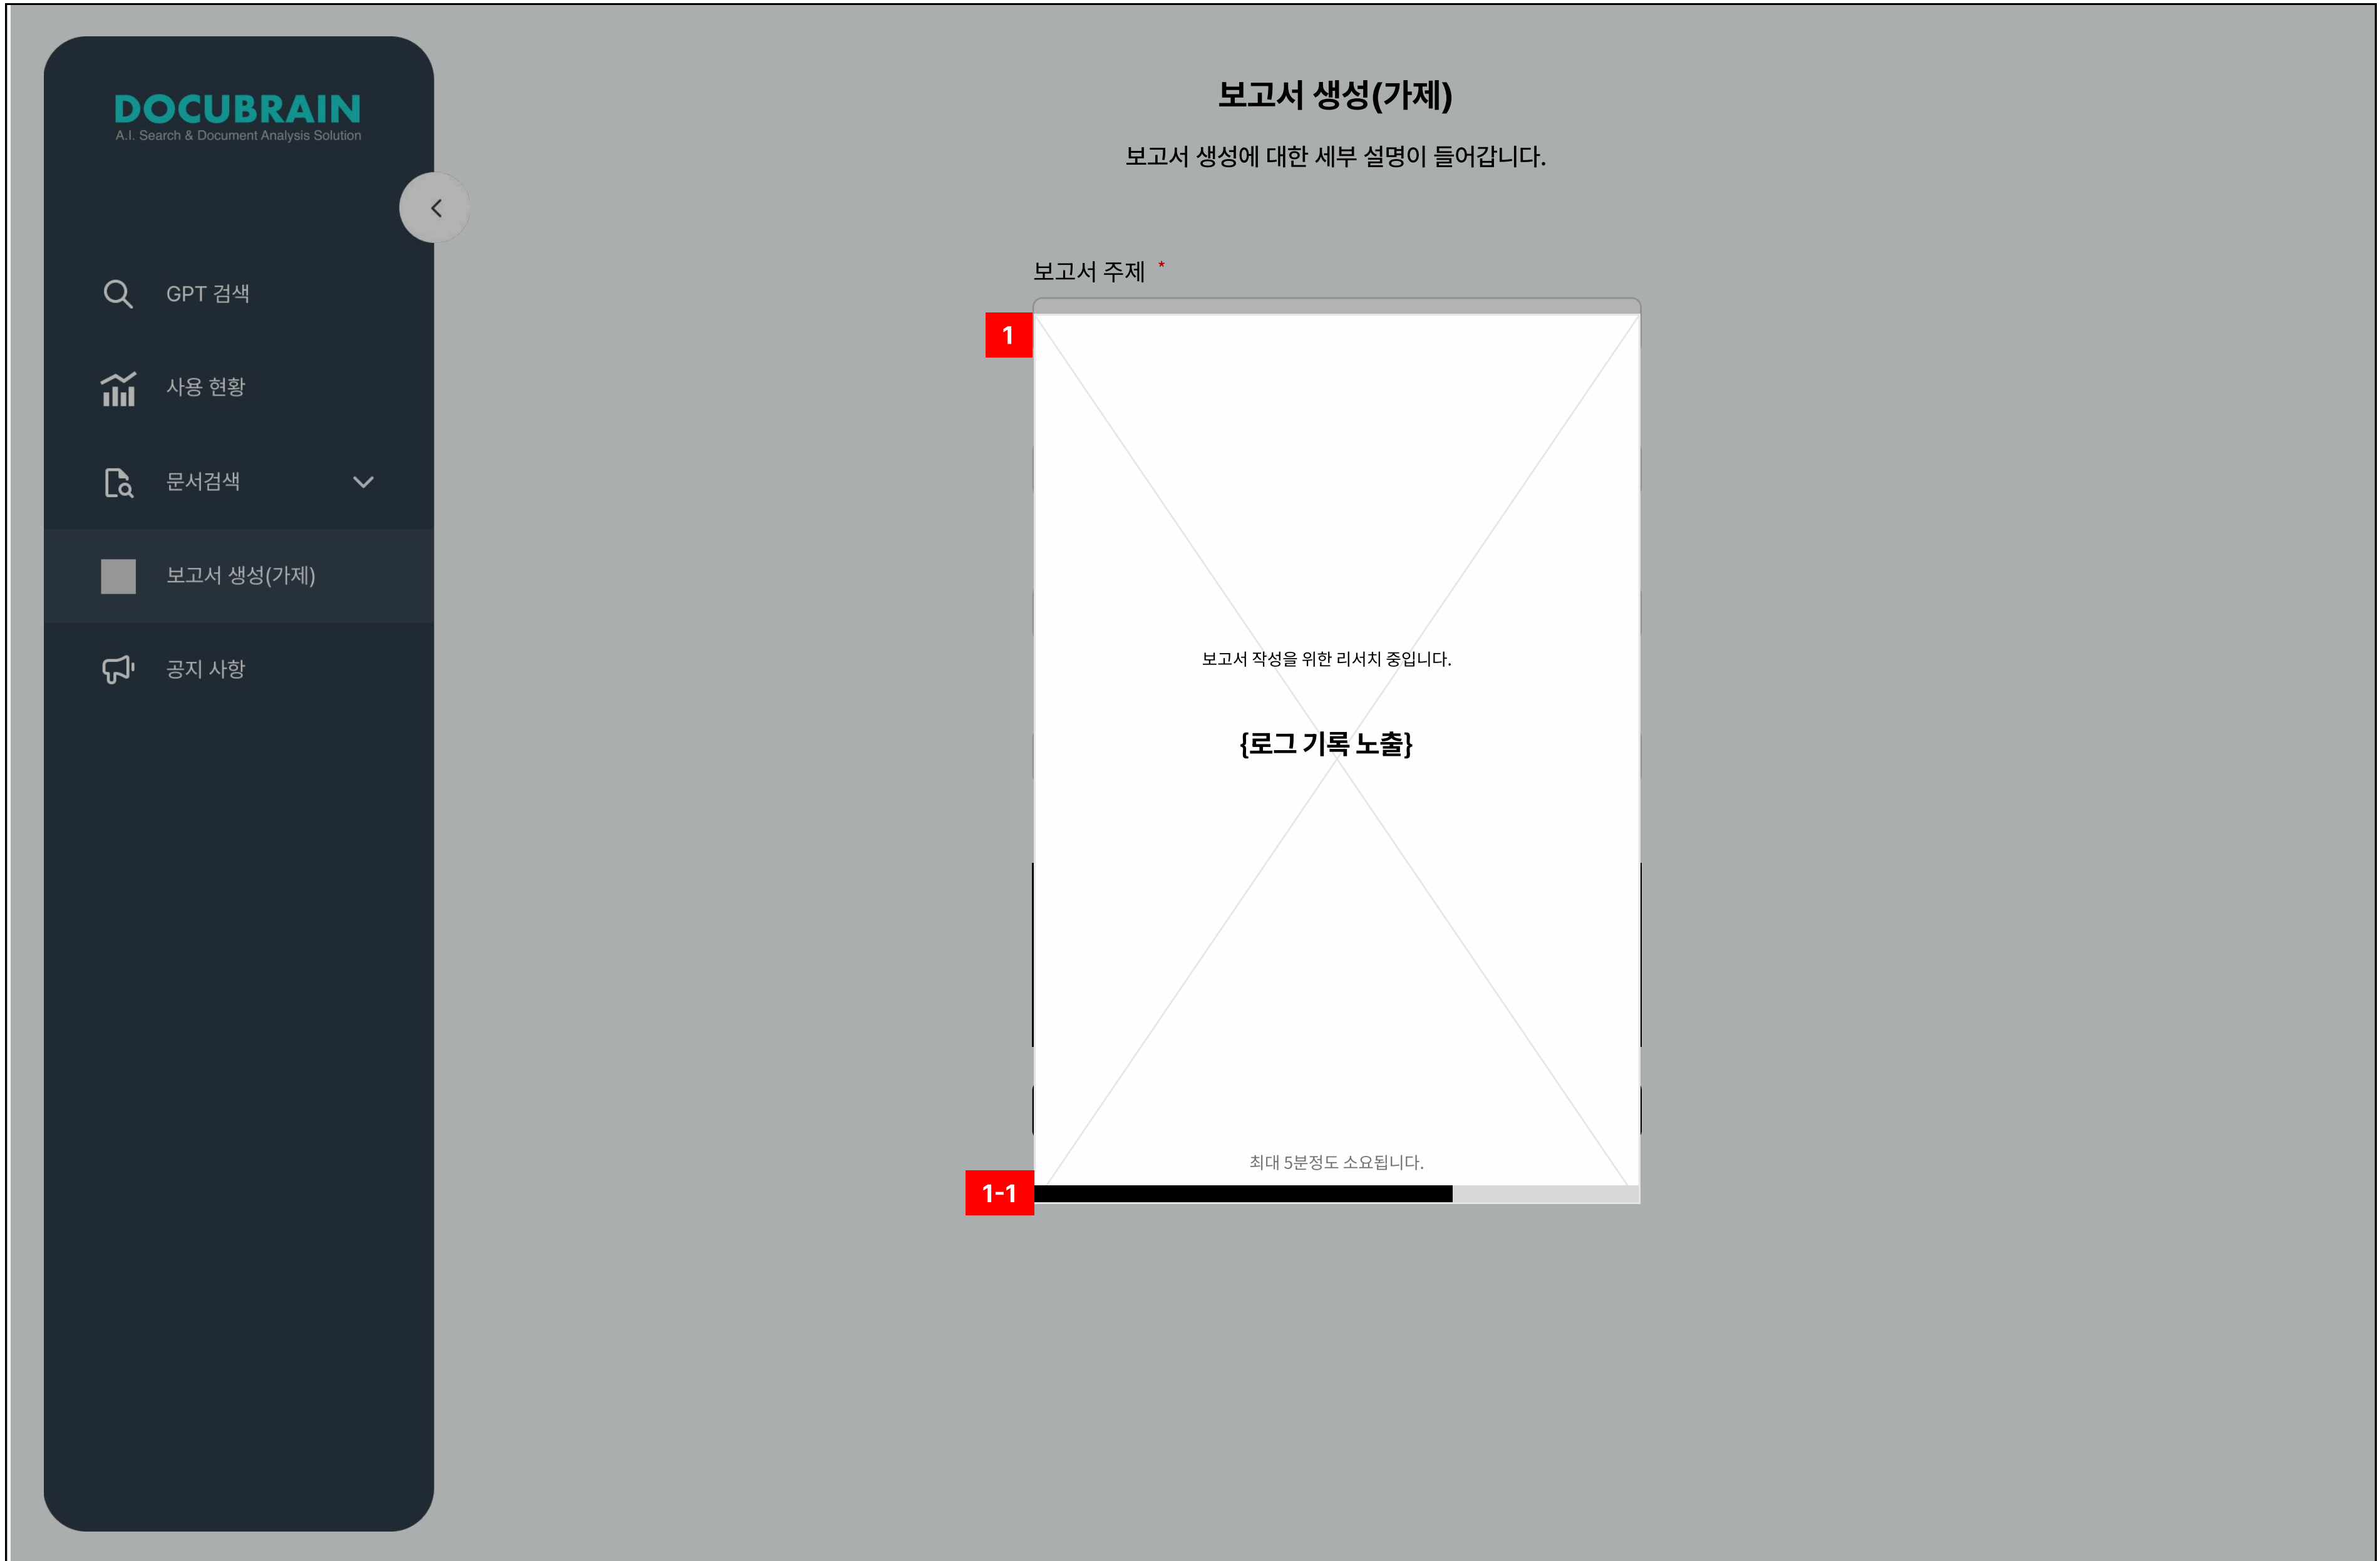 DOCUBRAIN
A.I. Search & Document Analysis Solution
GPT 검색
사용 현황
문서검색
보고서 생성(가제)
공지 사항
보고서 생성(가제)
보고서 생성에 대한 세부 설명이 들어갑니다.
보고서 주제 *
1
보고서 작성을 위한 리서치 중입니다.
{로그 기록 노출}
최대 5분정도 소요됩니다.
1-1